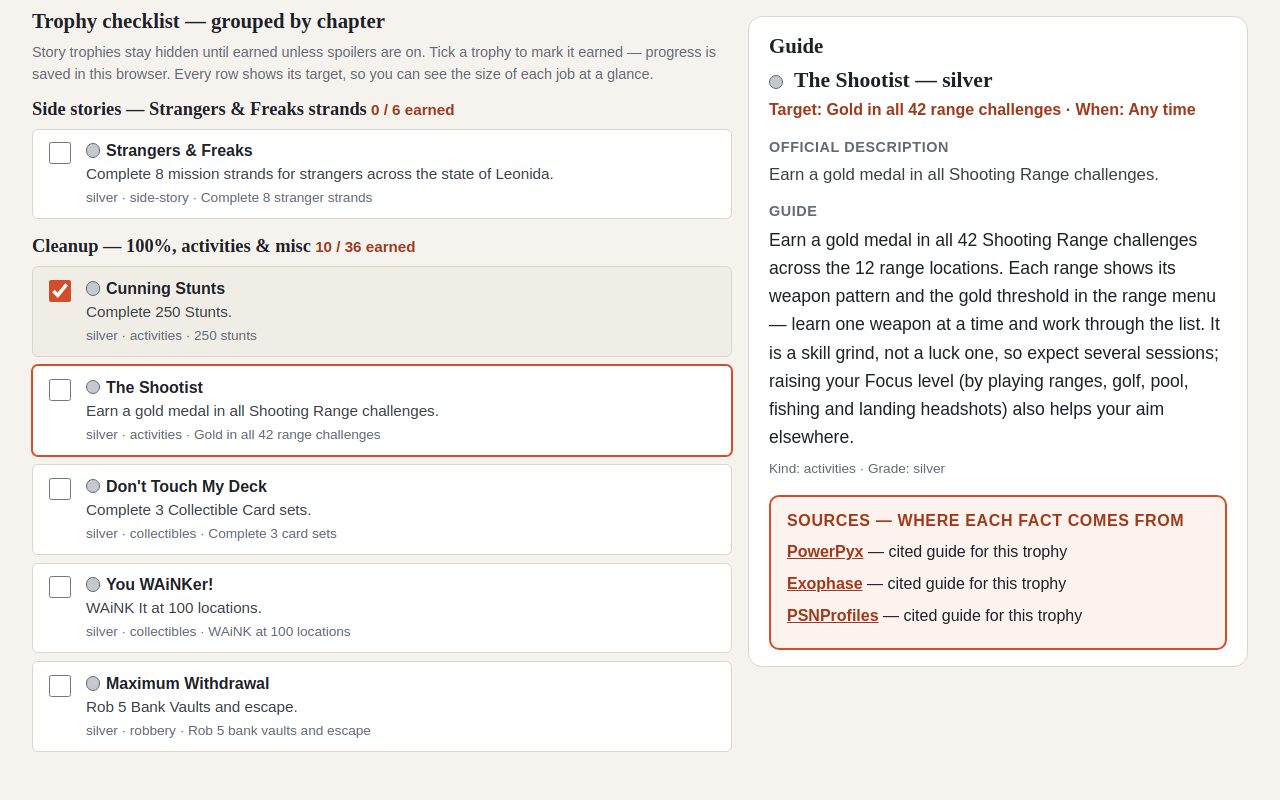 Trophy checklist — grouped by chapter
Story trophies stay hidden until earned unless spoilers are on. Tick a trophy to mark it earned — progress is
saved in this browser. Every row shows its target, so you can see the size of each job at a glance.
Side stories — Strangers & Freaks strands 0 / 6 earned
Strangers & Freaks
Complete 8 mission strands for strangers across the state of Leonida.
silver · side-story · Complete 8 stranger strands
Cleanup — 100%, activities & misc 10 / 36 earned
Cunning Stunts
Complete 250 Stunts.
silver · activities · 250 stunts
The Shootist
Earn a gold medal in all Shooting Range challenges.
silver · activities · Gold in all 42 range challenges
Don't Touch My Deck
Complete 3 Collectible Card sets.
silver · collectibles · Complete 3 card sets
You WAiNKer!
WAiNK It at 100 locations.
silver · collectibles · WAiNK at 100 locations
Maximum Withdrawal
Rob 5 Bank Vaults and escape.
silver · robbery · Rob 5 bank vaults and escape
Guide
The Shootist — silver
Target: Gold in all 42 range challenges · When: Any time
OFFICIAL DESCRIPTION
Earn a gold medal in all Shooting Range challenges.
GUIDE
Earn a gold medal in all 42 Shooting Range challenges
across the 12 range locations. Each range shows its
weapon pattern and the gold threshold in the range menu
— learn one weapon at a time and work through the list. It
is a skill grind, not a luck one, so expect several sessions;
raising your Focus level (by playing ranges, golf, pool,
fishing and landing headshots) also helps your aim
elsewhere.
Kind: activities · Grade: silver
SOURCES — WHERE EACH FACT COMES FROM
PowerPyx — cited guide for this trophy
Exophase — cited guide for this trophy
PSNProfiles — cited guide for this trophy